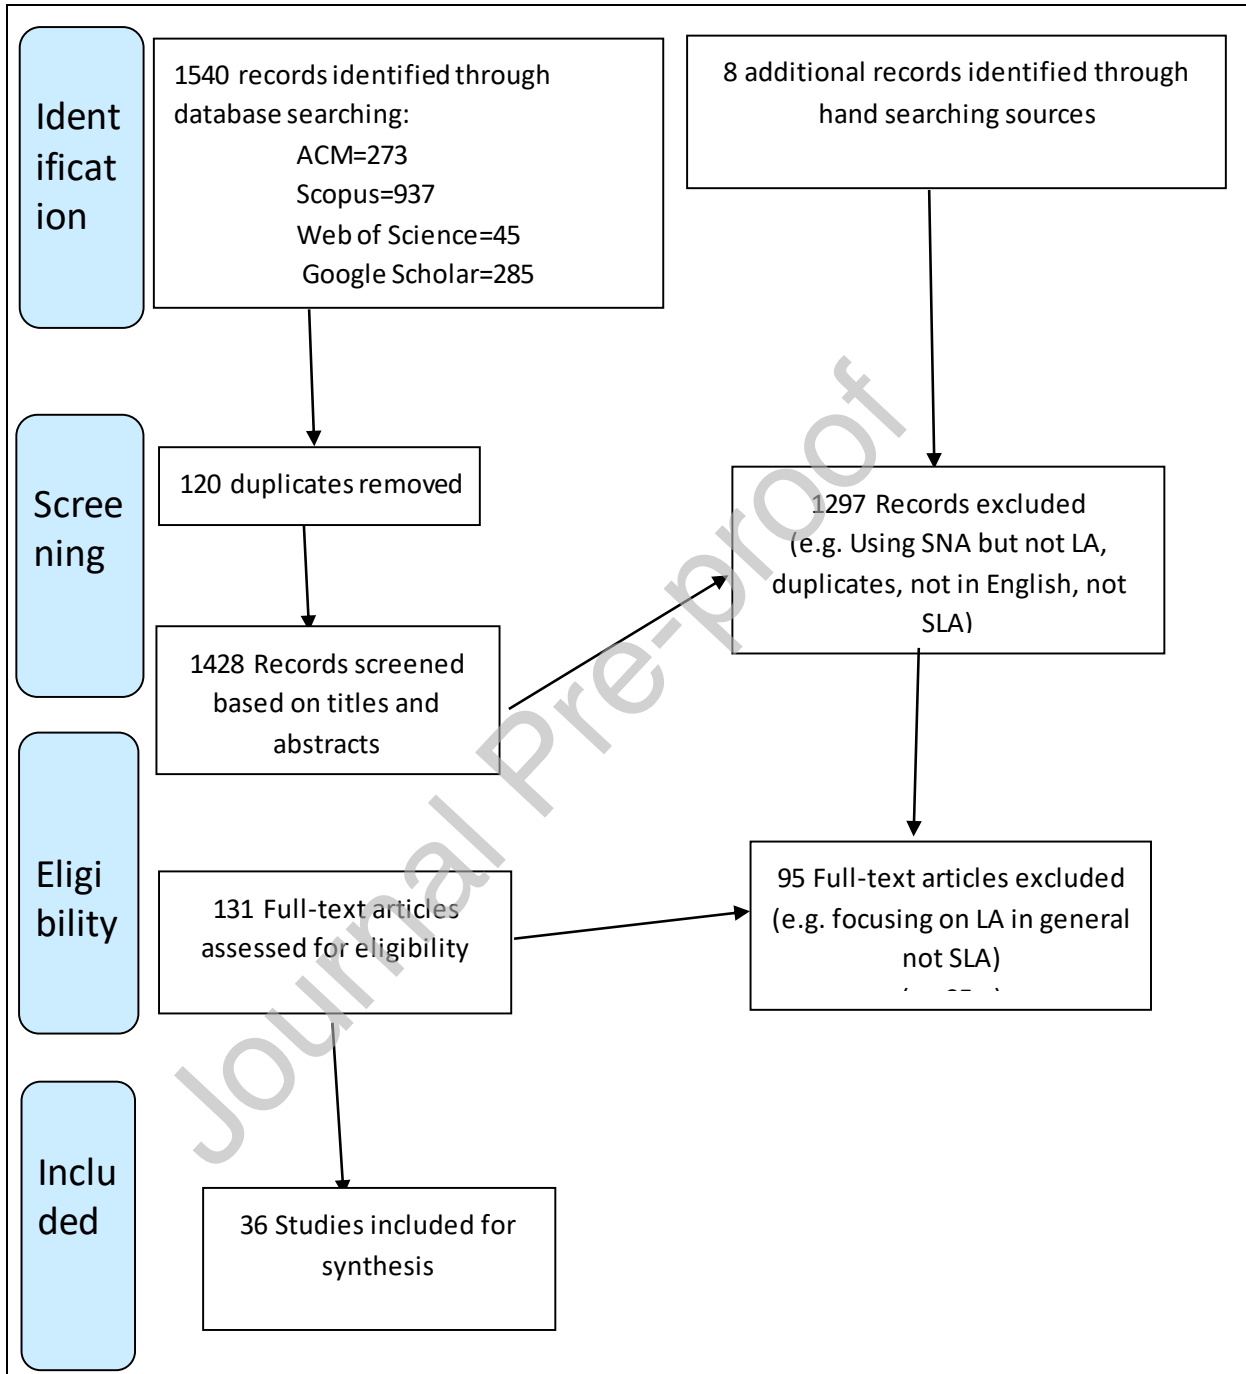 Ident
ificat
ion
1540 records identified through
database searching:
ACM=273
Scopus=937
Web of Science=45
Google Scholar=285
8 additional records identified through
hand searching sources
Scree
ning
120 duplicates removed
1428 Records screened
based on titles and
abstracts
1297 Records excluded
(e.g. Using SNA but not LA,
duplicates, not in English, not
SLA)
Eligi
bility
131 Full-text articles
assessed for eligibility
95 Full-text articles excluded
(e.g. focusing on LA in general
not SLA)
Inclu
ded
36 Studies included for
synthesis
Journal Pre-proof